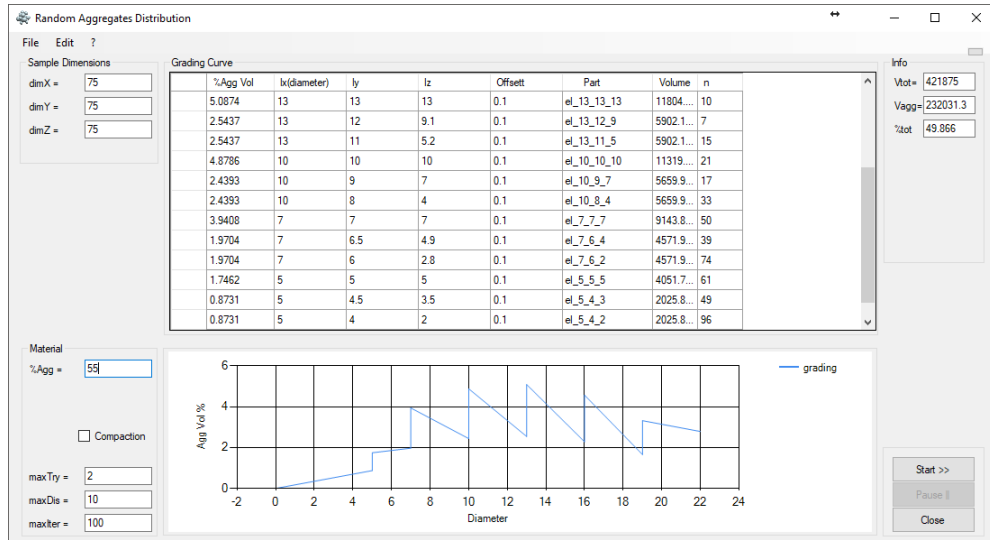 Random Aggregates Distribution
File Edit ?
Sample Dimensions
dimX = 75
dimY = 75
dimZ = 75
Grading Curve
%Agg Vol lx(diameter) ly lz Offsett Part Volume n
5.0874 13 13 13 0.1 el_13_13_13 11804.... 10
2.5437 13 12 9.1 0.1 el_13_12_9 5902.1... 7
2.5437 13 11 5.2 0.1 el_13_11_5 5902.1... 15
4.8786 10 10 10 0.1 el_10_10_10 11319.... 21
2.4393 10 9 7 0.1 el_10_9_7 5659.9... 17
2.4393 10 8 4 0.1 el_10_8_4 5659.9... 33
3.9408 7 7 7 0.1 el_7_7_7 9143.8... 50
1.9704 7 6.5 4.9 0.1 el_7_6_4 4571.9... 39
1.9704 7 6 2.8 0.1 el_7_6_2 4571.9... 74
1.7462 5 5 5 0.1 el_5_5_5 4051.7... 61
0.8731 5 4.5 3.5 0.1 el_5_4_3 2025.8... 49
0.8731 5 4 2 0.1 el_5_4_2 2025.8... 96
Info
Vtot= 421875
Vagg= 232031.3
%tot 49.866
Material
%Agg = 55
Compaction
maxTry = 2
maxDis = 10
maxIter = 100
Agg Vol %
6
4
2
0
-2 0 2 4 6 8 10 12 14 16 18 20 22 24
Diameter
grading
Start >>
Pause ||
Close